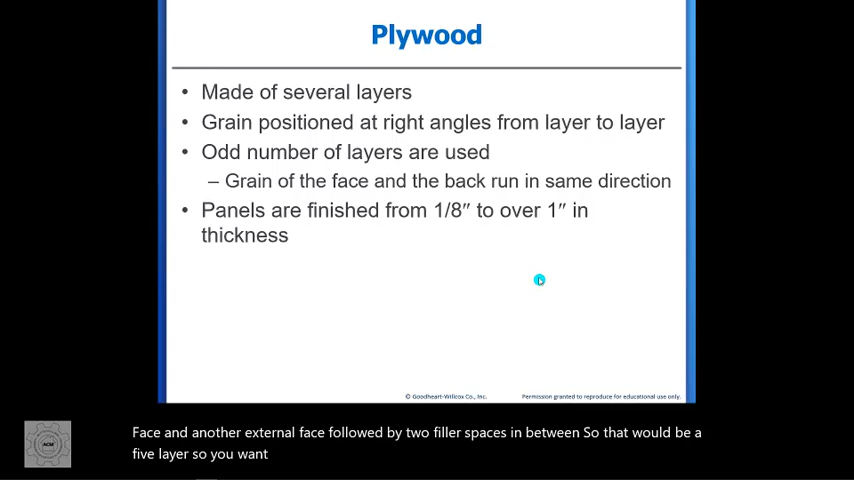 Plywood
• Made of several layers
• Grain positioned at right angles from layer to layer
• Odd number of layers are used
– Grain of the face and the back run in same direction
• Panels are finished from 1/8″ to over 1″ in
thickness
© Goodheart-Willcox Co., Inc. Permission granted to reproduce for educational use only.
Face and another external face followed by two filler spaces in between So that would be a
five layer so you want
ACM